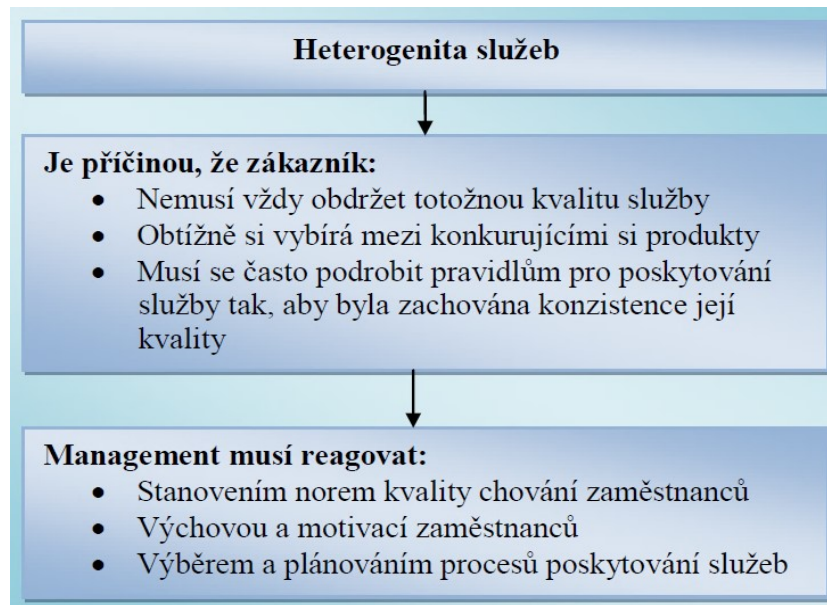 Heterogenita služeb
Je příčinou, že zákazník:
• Nemusí vždy obdržet totožnou kvalitu služby
• Obtížně si vybírá mezi konkurujícími si produkty
• Musí se často podrobit pravidlům pro poskytování
služby tak, aby byla zachována konzistence její
kvality
Management musí reagovat:
• Stanovením norem kvality chování zaměstnanců
• Výchovou a motivací zaměstnanců
• Výběrem a plánováním procesů poskytování služeb